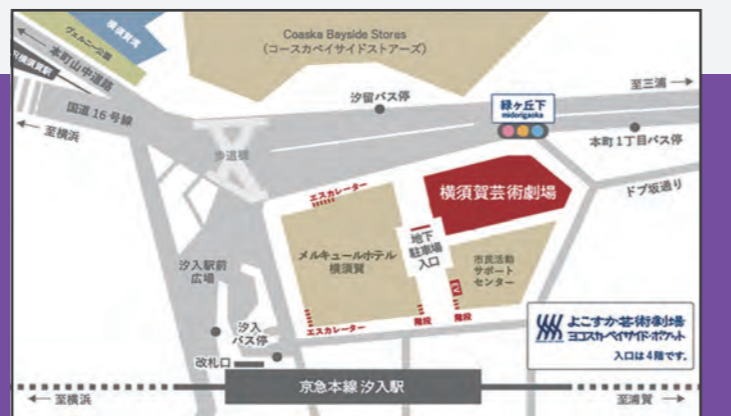 Coaska Bayside Stores
(コースカベイサイドストアーズ)
横須賀湾
ヴェルニー公園
本町山中道路
JR横須賀駅
国道16号線
至横浜
汐留バス停
至三浦
緑ヶ丘下
midorigaoka
本町1丁目バス停
歩道橋
ドブ坂通り
エスカレーター
横須賀芸術劇場
メルキュールホテル
横須賀
地下
駐車場
入口
市民活動
サポート
センター
汐入駅前
広場
EV
エスカレーター
階段
階段
汐入
バス停
改札口
よこすか芸術劇場
ヨコスカ・ベイサイド・ポケット
入口は4階です。
京急本線 汐入駅
至横浜
至浦賀